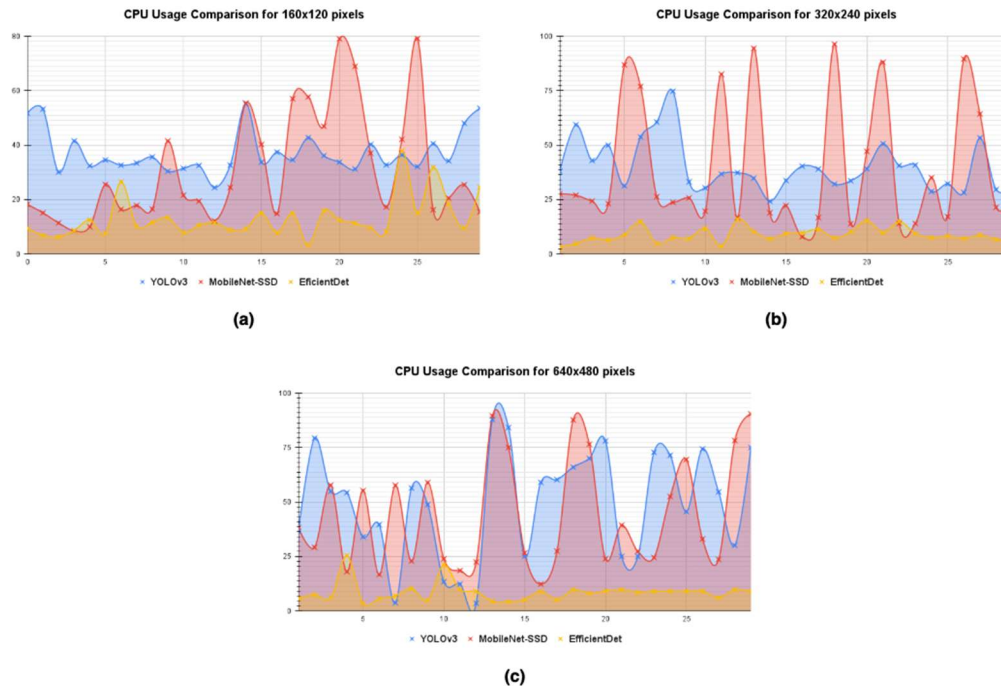 CPU Usage Comparison for 160x120 pixels
80
60
40
20
0
0 5 10 15 20 25
YOLOv3 MobileNet-SSD EfficientDet
(a)
CPU Usage Comparison for 320x240 pixels
100
75
50
25
0
5 10 15 20 25
YOLOv3 MobileNet-SSD EfficientDet
(b)
CPU Usage Comparison for 640x480 pixels
100
75
50
25
0
5 10 15 20 25
YOLOv3 MobileNet-SSD EfficientDet
(c)